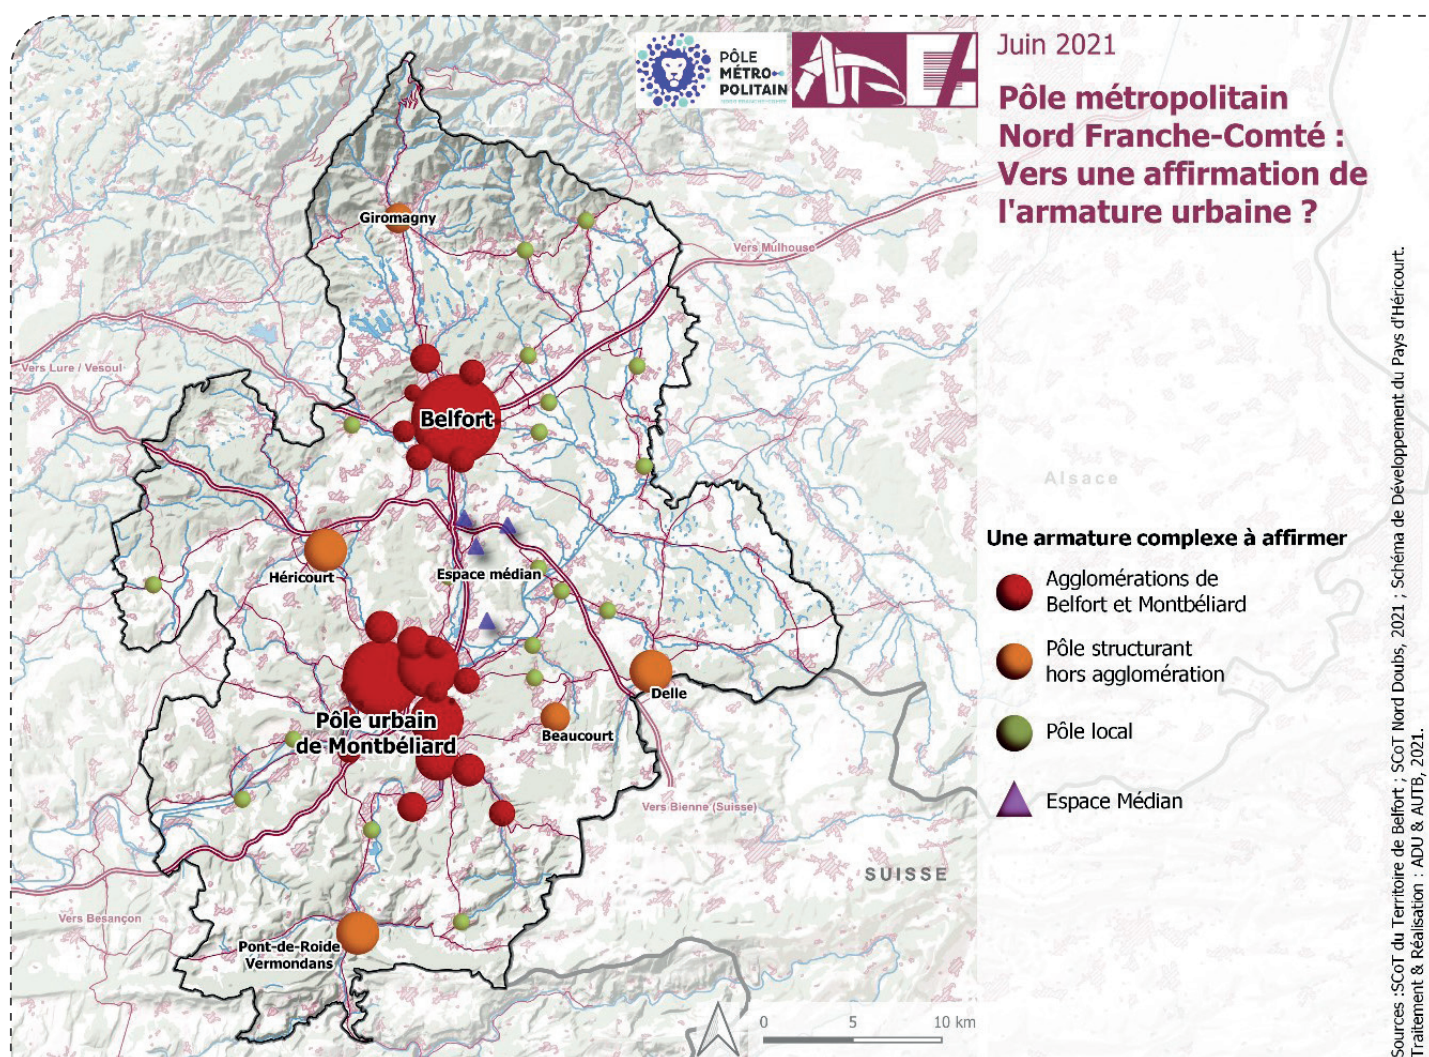 PÔLE
MÉTRO
POLITAIN
NORD FRANCHE-COMTÉ
Juin 2021
Pôle métropolitain
Nord Franche-Comté :
Vers une affirmation de
l'armature urbaine ?
Giromagny
Vers Mulhouse
Vers Lure / Vesoul
Belfort
Alsace
Héricourt
Espace médian
Pôle urbain
de Montbéliard
Delle
Beaucourt
Vers Bienne (Suisse)
SUISSE
Vers Besançon
Pont-de-Roide
Vermondans
0 5 10 km
Une armature complexe à affirmer
Agglomérations de
Belfort et Montbéliard
Pôle structurant
hors agglomération
Pôle local
Espace Médian
Sources :SCoT du Territoire de Belfort ; SCoT Nord Doubs, 2021 ; Schéma de Développement du Pays d'Héricourt.
Traitement & Réalisation : ADU & AUTB, 2021.